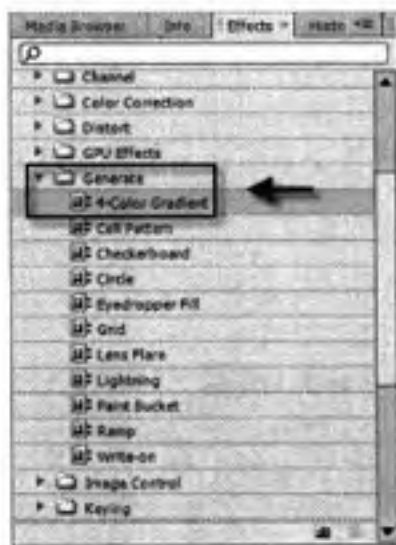 Media Browser Info Effects Histo
Channel
Color Correction
Distort
GPU Effects
Generate
4-Color Gradient
Cell Pattern
Checkerboard
Circle
Eyedropper Fill
Grid
Lens Flare
Lightning
Paint Bucket
Ramp
Write-on
Image Control
Keying